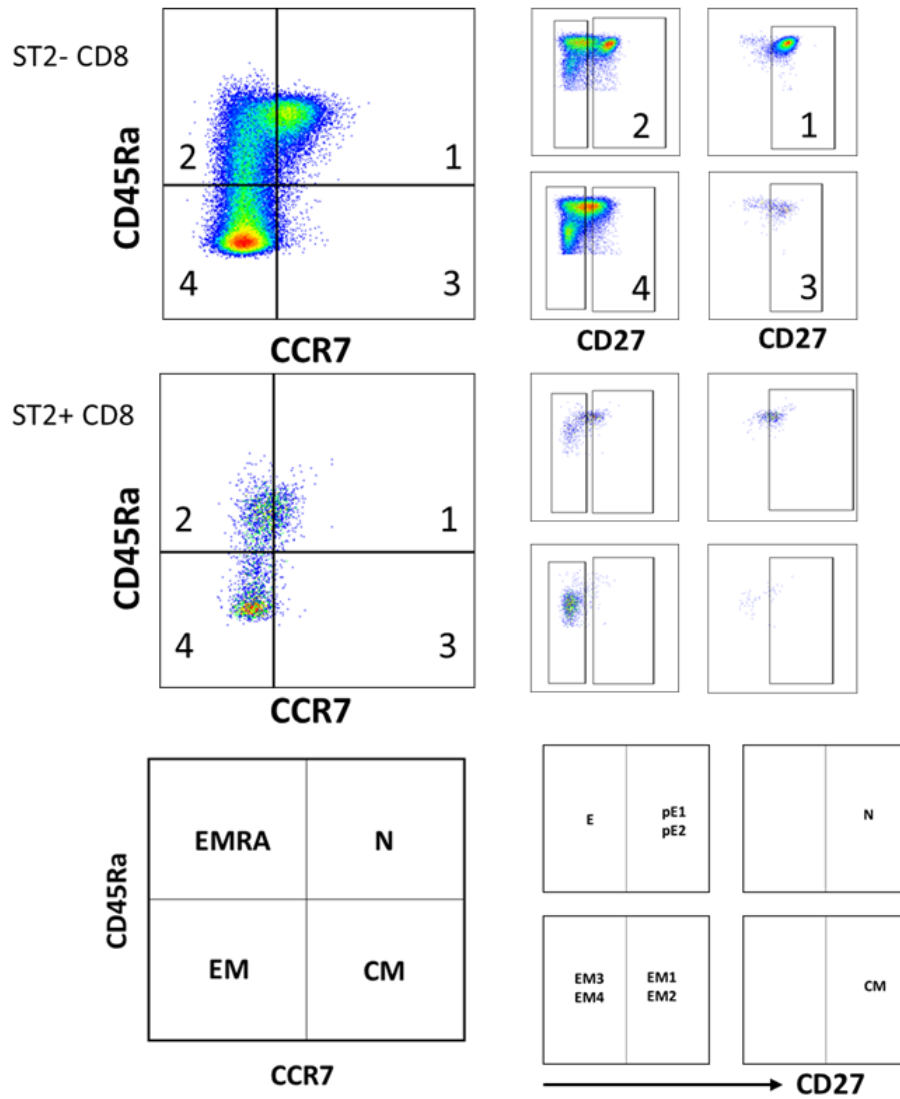 ST2- CD8
CD45Ra
2
1
4
3
CCR7
2
1
4
3
CD27
CD27
ST2+ CD8
CD45Ra
2
1
4
3
CCR7
CD45Ra
EMRA
N
EM
CM
CCR7
E
pE1
pE2
N
EM3
EM4
EM1
EM2
CM
CD27